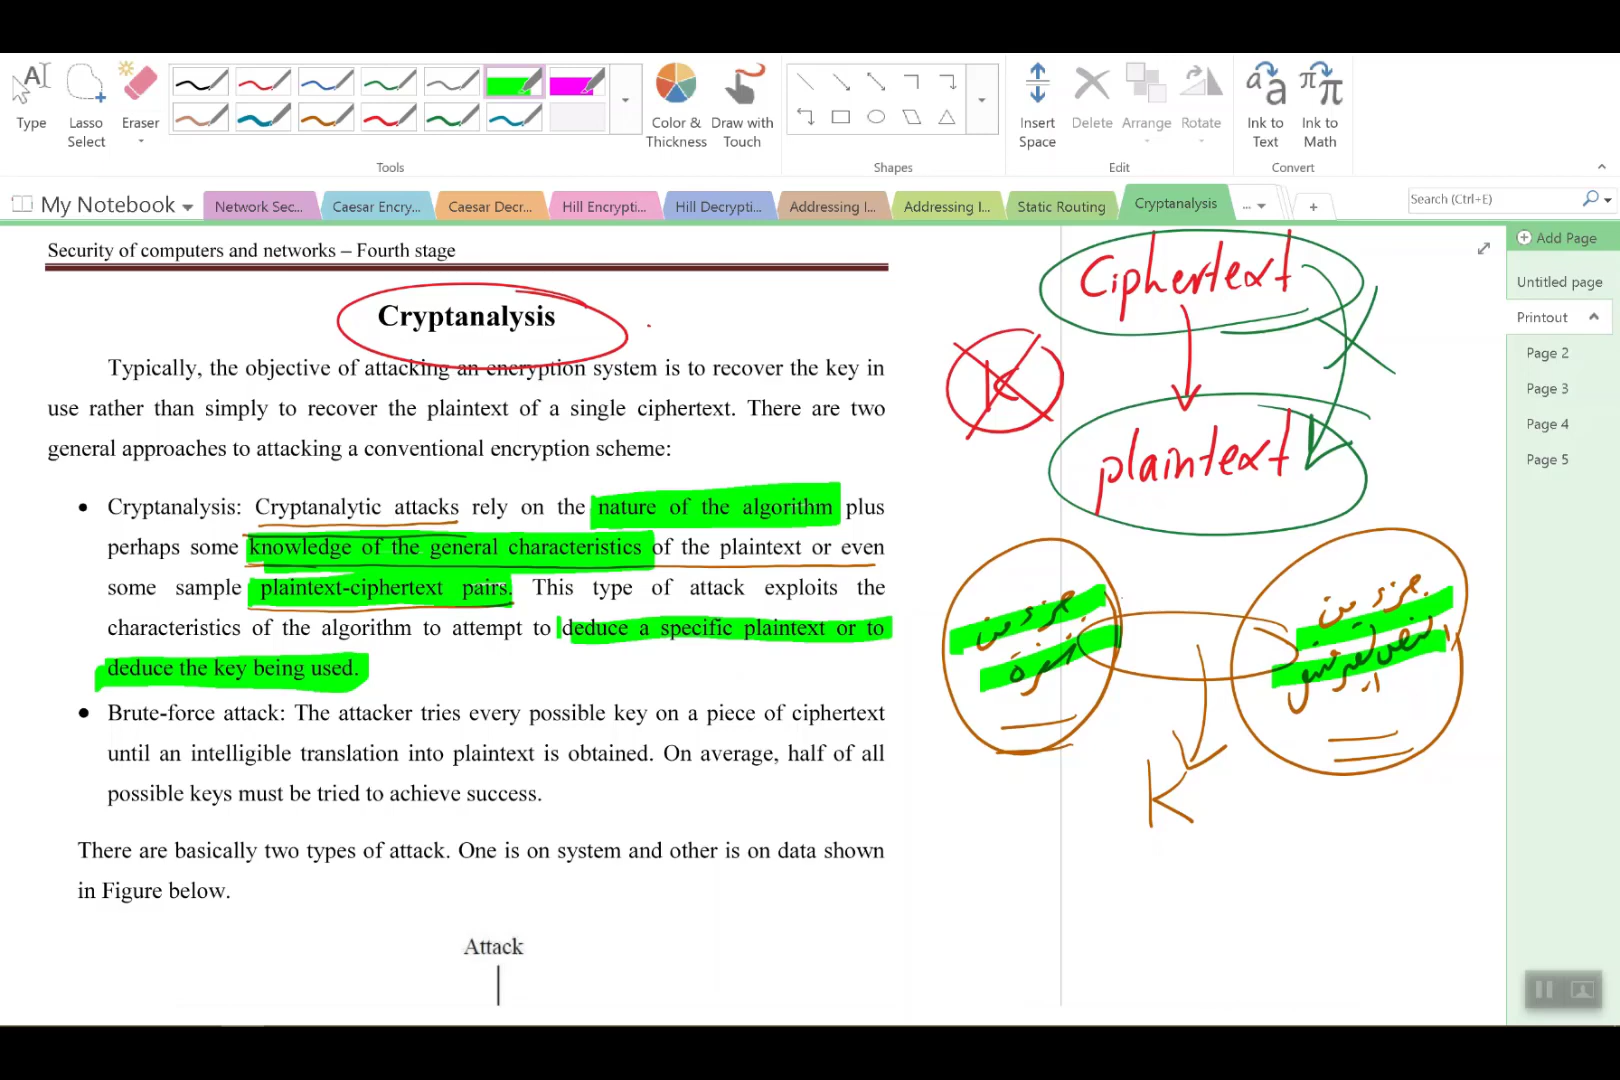 Type
Lasso
Select
Eraser
Color &
Thickness
Draw with
Touch
Insert
Space
Delete
Arrange
Rotate
Ink to
Text
Ink to
Math
Tools
Shapes
Edit
Convert
My Notebook
Network Sec...
Caesar Encry...
Caesar Decr...
Hill Encrypti...
Hill Decrypti...
Addressing I...
Addressing I...
Static Routing
Cryptanalysis
...
+
Search (Ctrl+E)
Add Page
Untitled page
Printout
Page 2
Page 3
Page 4
Page 5
Security of computers and networks – Fourth stage
Cryptanalysis
Typically, the objective of attacking an encryption system is to recover the key in
use rather than simply to recover the plaintext of a single ciphertext. There are two
general approaches to attacking a conventional encryption scheme:
• Cryptanalysis: Cryptanalytic attacks rely on the nature of the algorithm plus
perhaps some knowledge of the general characteristics of the plaintext or even
some sample plaintext-ciphertext pairs. This type of attack exploits the
characteristics of the algorithm to attempt to deduce a specific plaintext or to
deduce the key being used.
• Brute-force attack: The attacker tries every possible key on a piece of ciphertext
until an intelligible translation into plaintext is obtained. On average, half of all
possible keys must be tried to achieve success.
There are basically two types of attack. One is on system and other is on data shown
in Figure below.
Attack
Ciphertext
K
plaintext
جزء من
جزء من
K